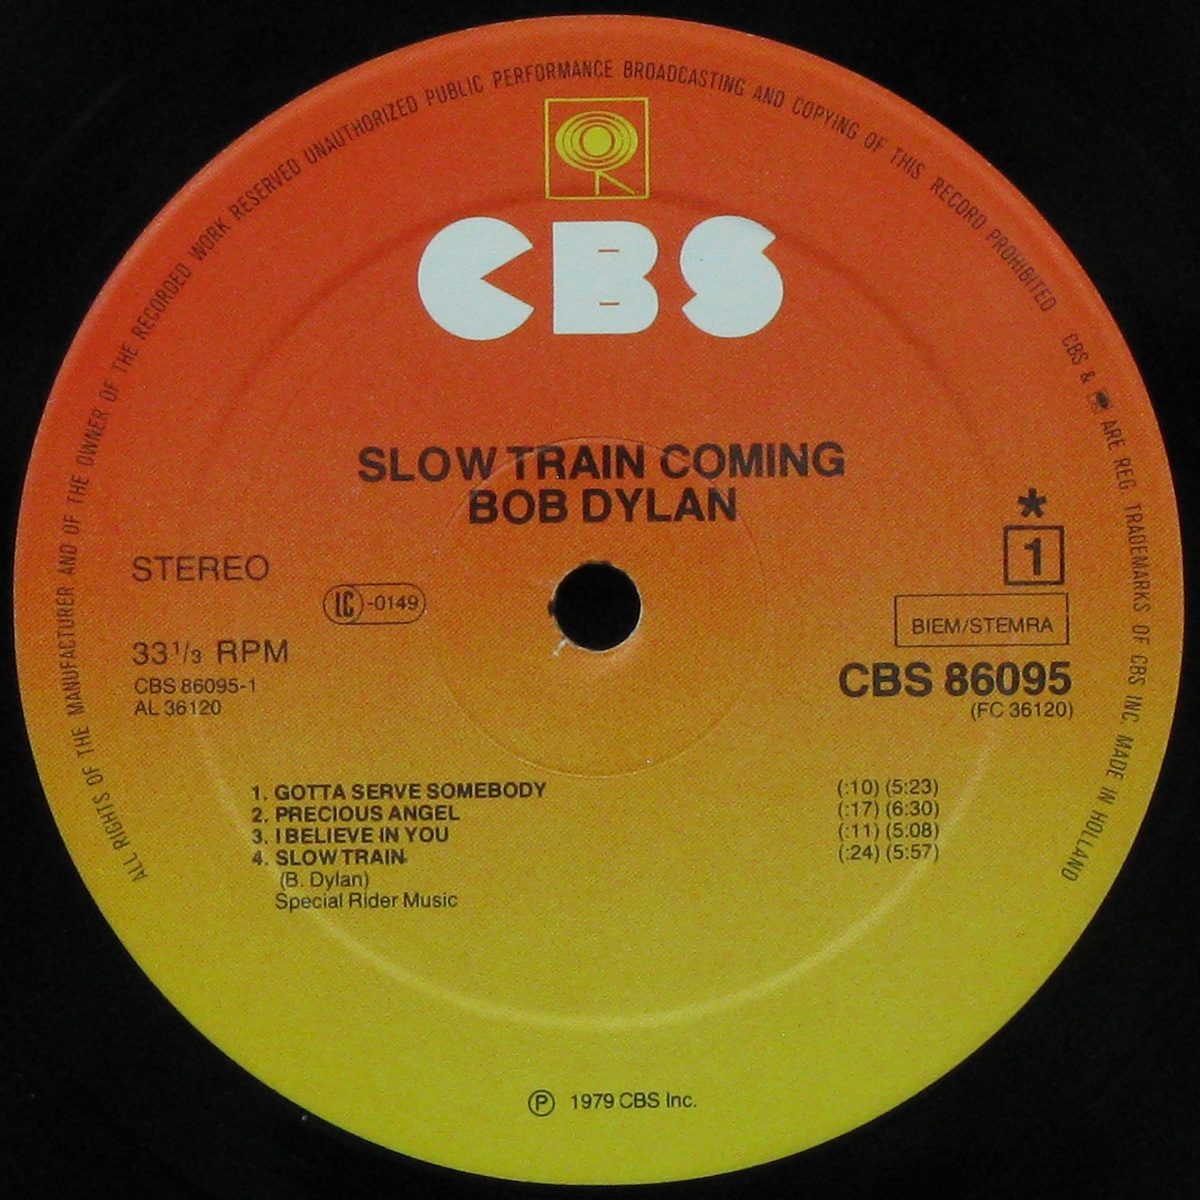 ALL RIGHTS OF THE MANUFACTURER AND OF THE OWNER OF THE RECORDED WORK RESERVED UNAUTHORIZED PUBLIC PERFORMANCE BROADCASTING AND COPYING OF THIS RECORD PROHIBITED CBS & ARE REG TRADEMARKS OF CBS INC MADE IN HOLLAND
CBS
SLOW TRAIN COMING
BOB DYLAN
*
STEREO
1
LC -0149
BIEM/STEMRA
33 1/3 RPM
CBS 86095
CBS 86095-1
(FC 36120)
AL 36120
1. GOTTA SERVE SOMEBODY (:10) (5:23)
2. PRECIOUS ANGEL (:17) (6:30)
3. I BELIEVE IN YOU (:11) (5:08)
4. SLOW TRAIN (:24) (5:57)
(B. Dylan)
Special Rider Music
℗ 1979 CBS Inc.